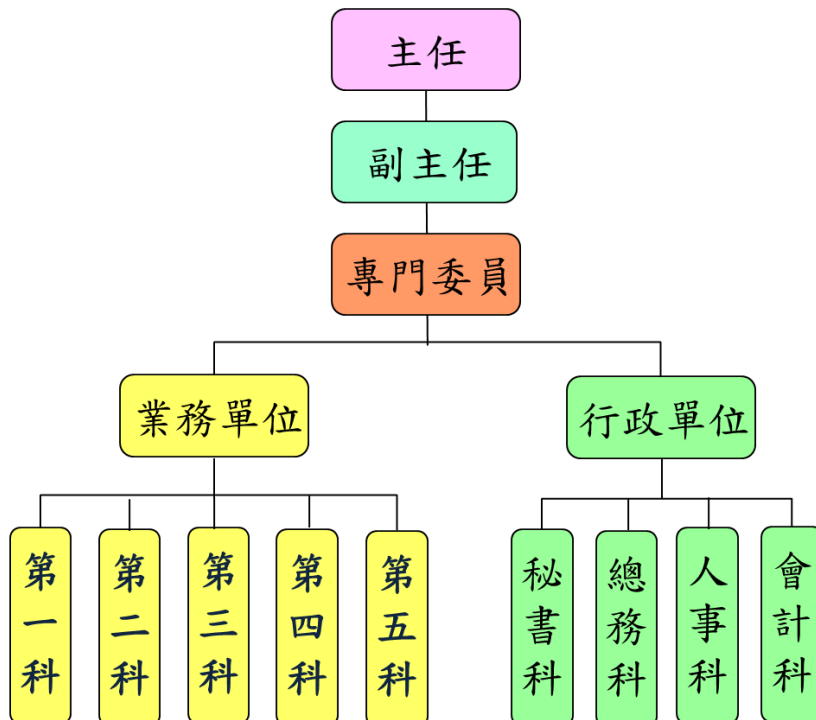 主任
副主任
專門委員
業務單位
行政單位
第一科
第二科
第三科
第四科
第五科
秘書科
總務科
人事科
會計科